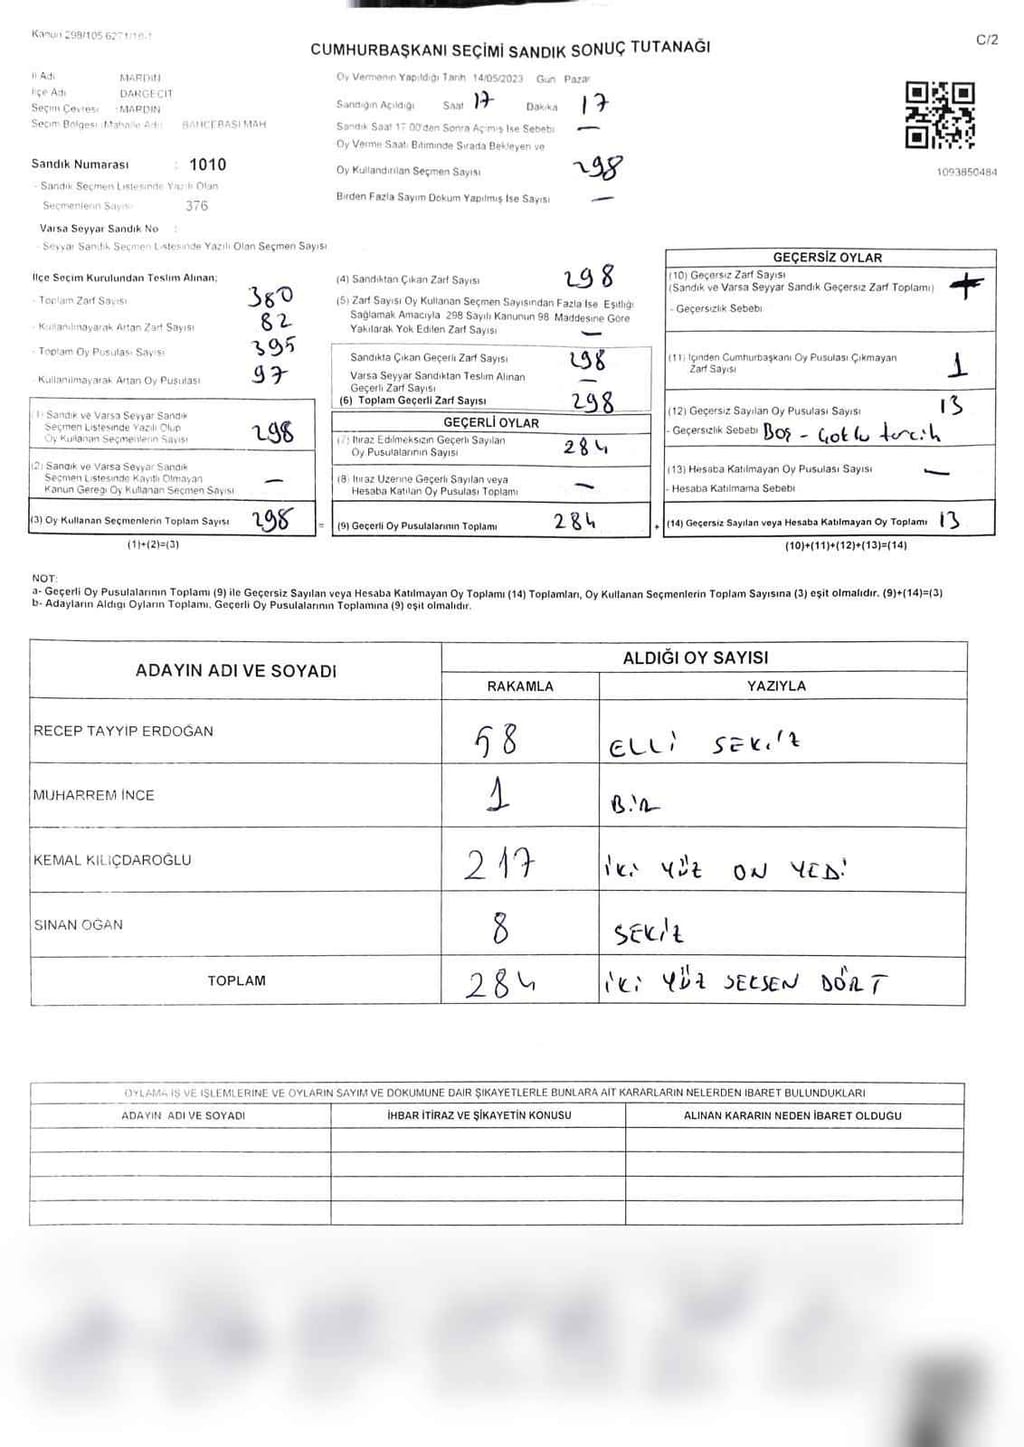 Kanun 298/105 6271/16-1
C/2
CUMHURBAŞKANI SEÇİMİ SANDIK SONUÇ TUTANAĞI
İl Adı MARDİN
İlçe Adı DARGEÇİT
Seçim Çevresi :MARDİN
Seçim Bölgesi (Mahalle Adı) BAHÇEBAŞI MAH
Sandık Numarası : 1010
- Sandık Seçmen Listesinde Yazılı Olan
Seçmenlerin Sayısı 376
Varsa Seyyar Sandık No :
- Seyyar Sandık Seçmen Listesinde Yazılı Olan Seçmen Sayısı
Oy Vermenin Yapıldığı Tarih 14/05/2023 Gün Pazar
Sandığın Açıldığı Saat 17 Dakika 17
Sandık Saat 17 00'den Sonra Açılmış İse Sebebi —
Oy Verme Saati Bitiminde Sırada Bekleyen ve
Oy Kullandırılan Seçmen Sayısı 298
Birden Fazla Sayım Döküm Yapılmış İse Sayısı —
1093850484
İlçe Seçim Kurulundan Teslim Alınan;
- Toplam Zarf Sayısı 380
- Kullanılmayarak Artan Zarf Sayısı 82
- Toplam Oy Pusulası Sayısı 395
Kullanılmayarak Artan Oy Pusulası 97
(1) Sandık ve Varsa Seyyar Sandık
Seçmen Listesinde Yazılı Olup
Oy Kullanan Seçmenlerin Sayısı 298
(2) Sandık ve Varsa Seyyar Sandık
Seçmen Listesinde Kayıtlı Olmayan
Kanun Gereği Oy Kullanan Seçmen Sayısı —
(3) Oy Kullanan Seçmenlerin Toplam Sayısı 298 =
(1)+(2)=(3)
(4) Sandıktan Çıkan Zarf Sayısı 298
(5) Zarf Sayısı Oy Kullanan Seçmen Sayısından Fazla İse Eşitliği
Sağlamak Amacıyla 298 Sayılı Kanunun 98 Maddesine Göre
Yakılarak Yok Edilen Zarf Sayısı —
Sandıkta Çıkan Geçerli Zarf Sayısı 298
Varsa Seyyar Sandıktan Teslim Alınan
Geçerli Zarf Sayısı —
(6) Toplam Geçerli Zarf Sayısı 298
GEÇERLİ OYLAR
(7) İtiraz Edilmeksizin Geçerli Sayılan
Oy Pusulalarının Sayısı 284
(8) İtiraz Üzerine Geçerli Sayılan veya
Hesaba Katılan Oy Pusulası Toplamı —
(9) Geçerli Oy Pusulalarının Toplamı 284 +
GEÇERSİZ OYLAR
(10) Geçersiz Zarf Sayısı
(Sandık ve Varsa Seyyar Sandık Geçersiz Zarf Toplamı)
- Geçersizlik Sebebi
(11) İçinden Cumhurbaşkanı Oy Pusulası Çıkmayan
Zarf Sayısı 1
(12) Geçersiz Sayılan Oy Pusulası Sayısı 13
- Geçersizlik Sebebi Boş - Çoklu tercih
(13) Hesaba Katılmayan Oy Pusulası Sayısı —
- Hesaba Katılmama Sebebi
(14) Geçersiz Sayılan veya Hesaba Katılmayan Oy Toplamı 13
(10)+(11)+(12)+(13)=(14)
NOT:
a- Geçerli Oy Pusulalarının Toplamı (9) ile Geçersiz Sayılan veya Hesaba Katılmayan Oy Toplamı (14) Toplamları, Oy Kullanan Seçmenlerin Toplam Sayısına (3) eşit olmalıdır. (9)+(14)=(3)
b- Adayların Aldığı Oyların Toplamı, Geçerli Oy Pusulalarının Toplamına (9) eşit olmalıdır.
ADAYIN ADI VE SOYADI ALDIĞI OY SAYISI
RAKAMLA YAZIYLA
RECEP TAYYİP ERDOĞAN 58 ELLİ SEKİZ
MUHARREM İNCE 1 BİR
KEMAL KILIÇDAROĞLU 217 İKİ YÜZ ON YEDİ
SİNAN OĞAN 8 SEKİZ
TOPLAM 284 İKİ YÜZ SEKSEN DÖRT
OYLAMA İŞ VE İŞLEMLERİNE VE OYLARIN SAYIM VE DÖKÜMÜNE DAİR ŞİKAYETLERLE BUNLARA AİT KARARLARIN NELERDEN İBARET BULUNDUKLARI
ADAYIN ADI VE SOYADI İHBAR İTİRAZ VE ŞİKAYETİN KONUSU ALINAN KARARIN NEDEN İBARET OLDUĞU